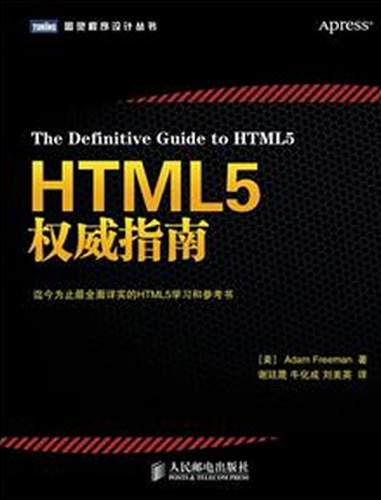 TURING 图灵程序设计丛书
Apress®
The Definitive Guide to HTML5
HTML5
权威指南
迄今为止最全面详实的HTML5学习和参考书
[美] Adam Freeman 著
谢廷晟 牛化成 刘美英 译
人民邮电出版社
POSTS & TELECOM PRESS